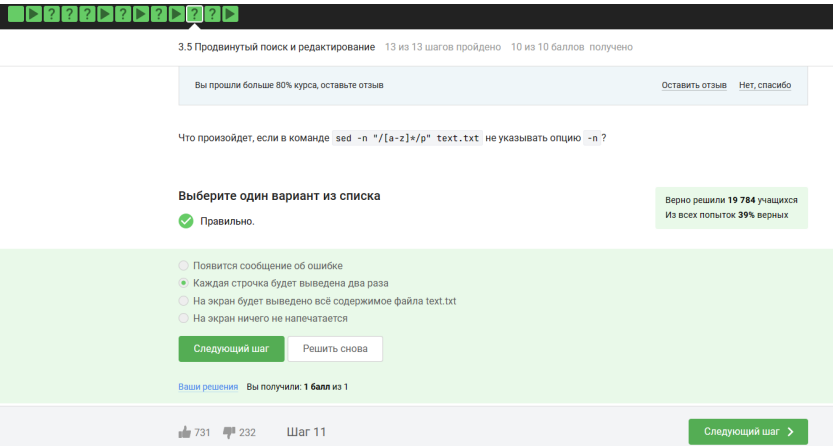 ? ? ? ? ? ? ?
3.5 Продвинутый поиск и редактирование 13 из 13 шагов пройдено 10 из 10 баллов получено
Вы прошли больше 80% курса, оставьте отзыв Оставить отзыв Нет, спасибо
Что произойдет, если в команде sed -n "/[a-z]*/p" text.txt не указывать опцию -n ?
Выберите один вариант из списка
Правильно.
Верно решили 19 784 учащихся
Из всех попыток 39% верных
Появится сообщение об ошибке
Каждая строчка будет выведена два раза
На экран будет выведено всё содержимое файла text.txt
На экран ничего не напечатается
Следующий шаг Решить снова
Ваши решения Вы получили: 1 балл из 1
731 232 Шаг 11 Следующий шаг